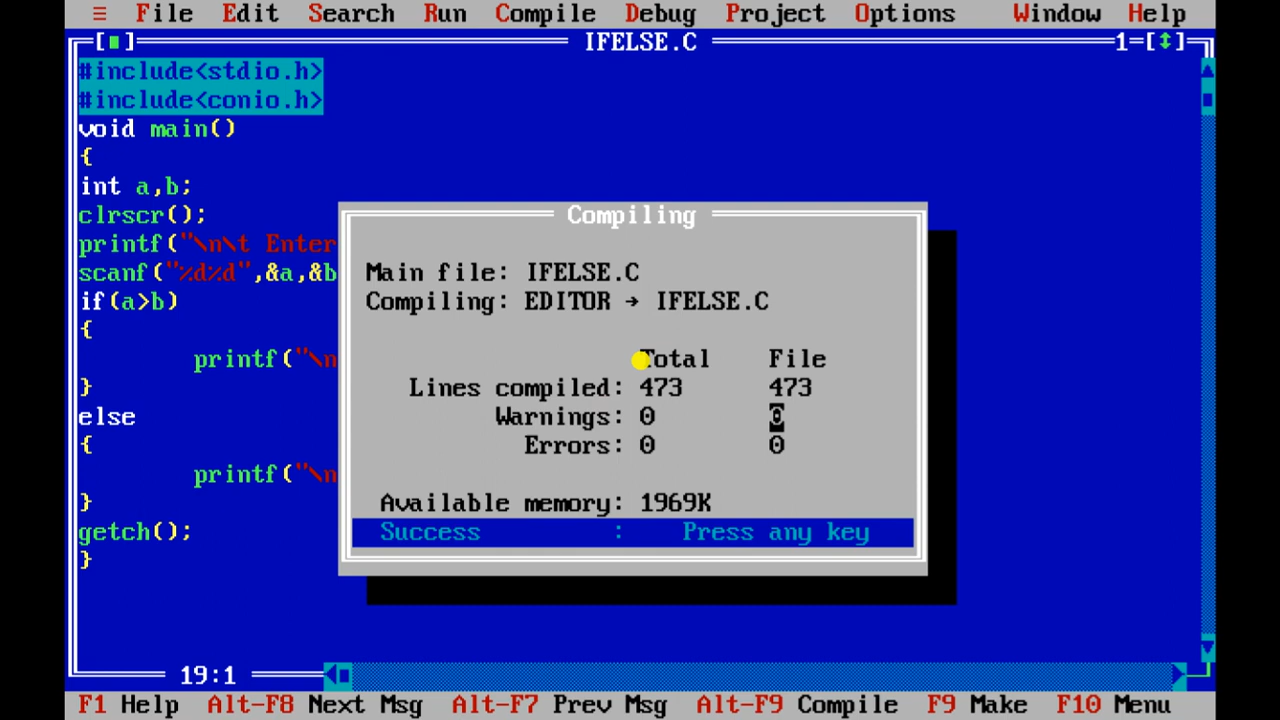 ≡ File Edit Search Run Compile Debug Project Options Window Help
[■] IFELSE.C 1=[↕]
#include<stdio.h>
#include<conio.h>
void main()
{
int a,b;
clrscr();
printf("\n\t Enter
scanf("%d%d",&a,&b
if(a>b)
{
printf("\n
}
else
{
printf("\n
}
getch();
}
Compiling
Main file: IFELSE.C
Compiling: EDITOR → IFELSE.C
Total File
Lines compiled: 473 473
Warnings: 0 0
Errors: 0 0
Available memory: 1969K
Success : Press any key
19:1
F1 Help Alt-F8 Next Msg Alt-F7 Prev Msg Alt-F9 Compile F9 Make F10 Menu